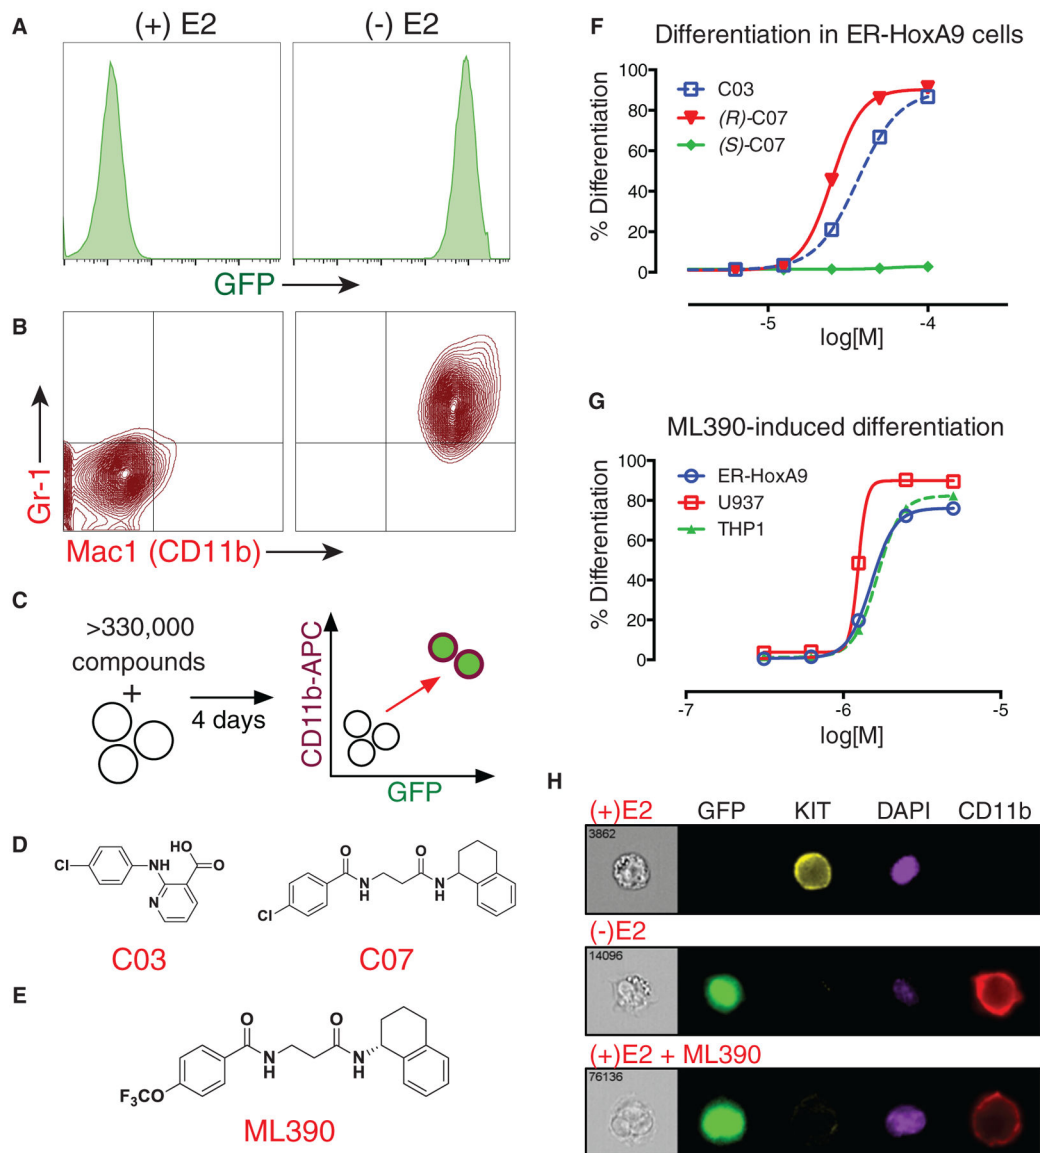 A
(+) E2
(-) E2
GFP
B
Gr-1
Mac1 (CD11b)
C
>330,000
compounds
+
4 days
CD11b-APC
GFP
D
Cl
NH
HO
O
N
C03
O
O
N
H
N
H
Cl
C07
E
O
O
N
H
N
H
F3CO
ML390
F
Differentiation in ER-HoxA9 cells
C03
(R)-C07
(S)-C07
% Differentiation
100
80
60
40
20
0
-5
-4
log[M]
G
ML390-induced differentiation
ER-HoxA9
U937
THP1
% Differentiation
100
80
60
40
20
0
-7
-6
-5
log[M]
H
(+)E2
GFP
KIT
DAPI
CD11b
3862
(-)E2
14096
(+)E2 + ML390
76136